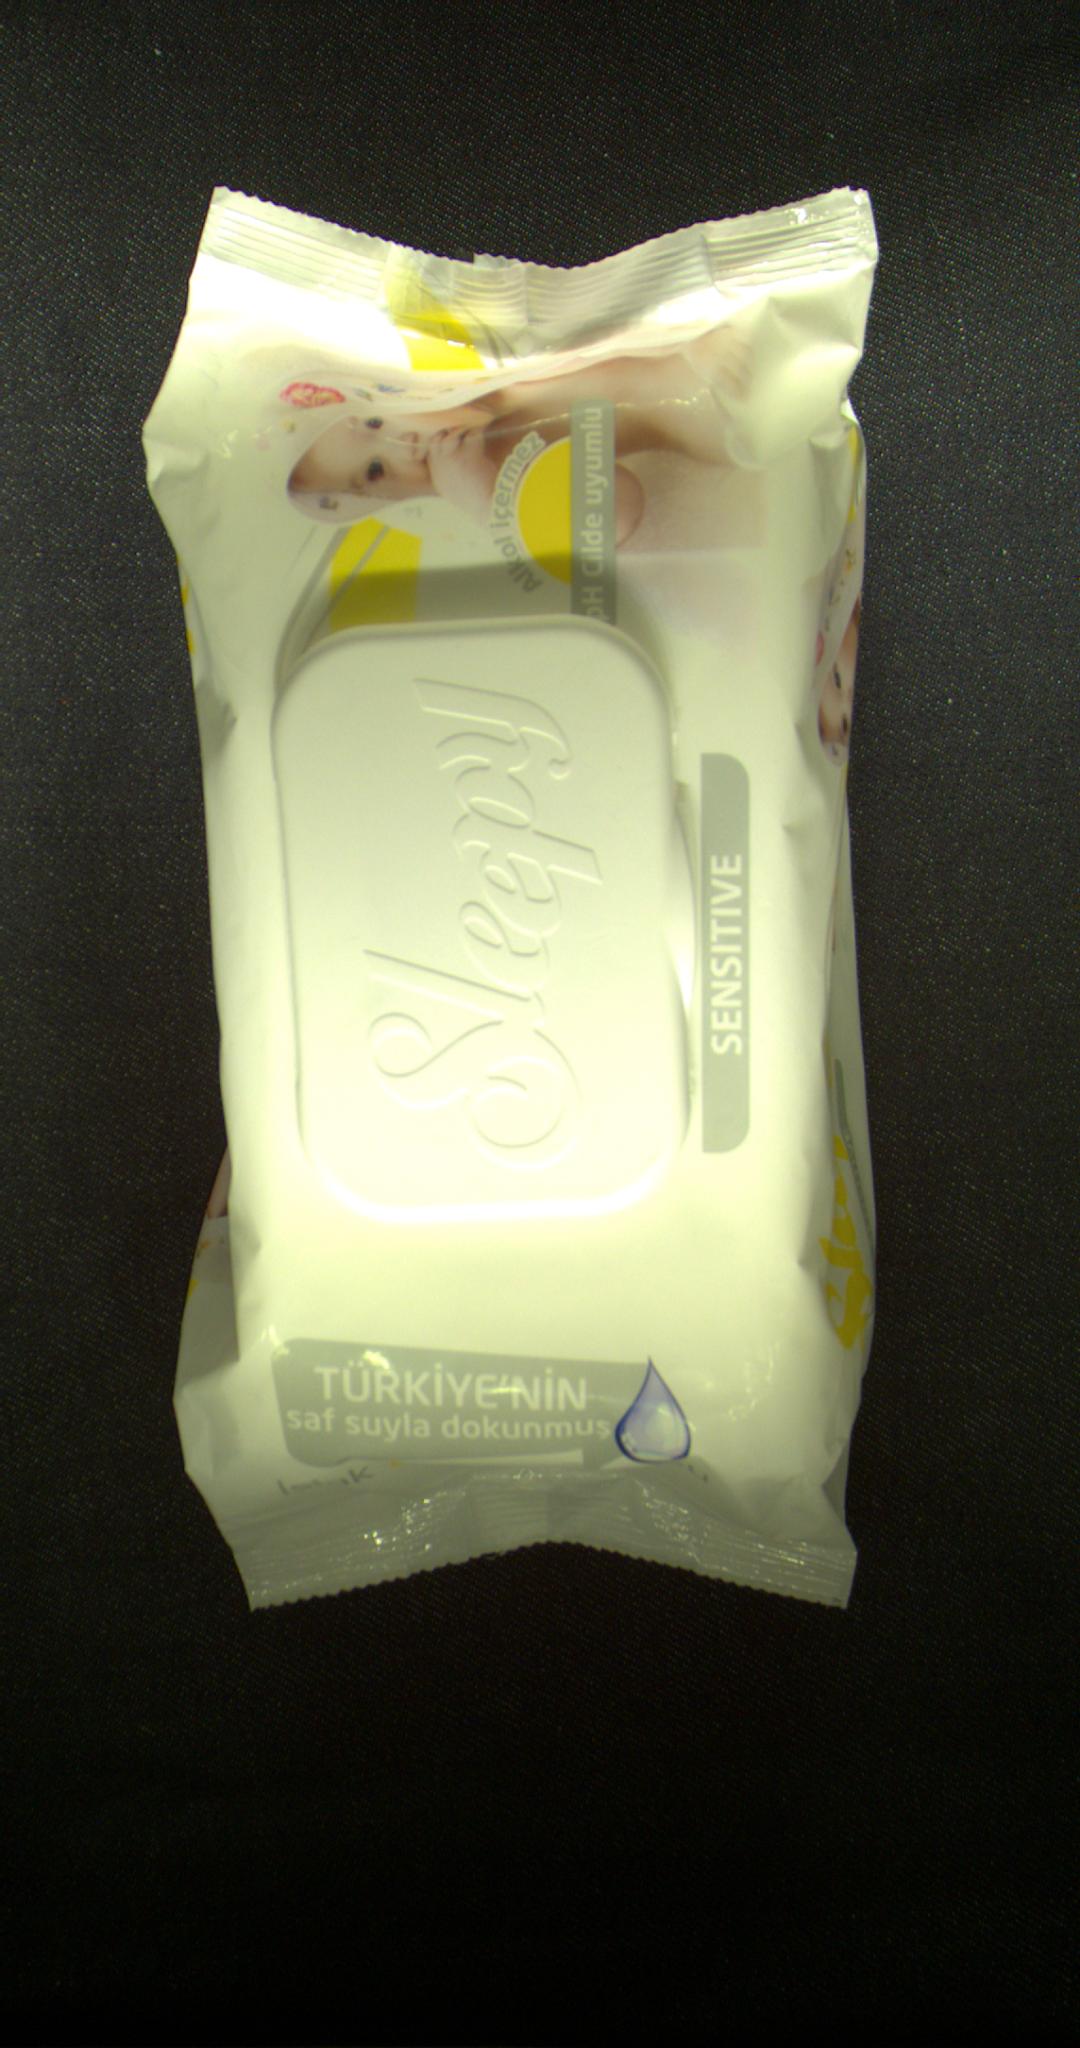 Alkol içermez
pH cilde uyumlu
Sleepy
SENSITIVE
TÜRKİYE'NİN
saf suyla dokunmuş